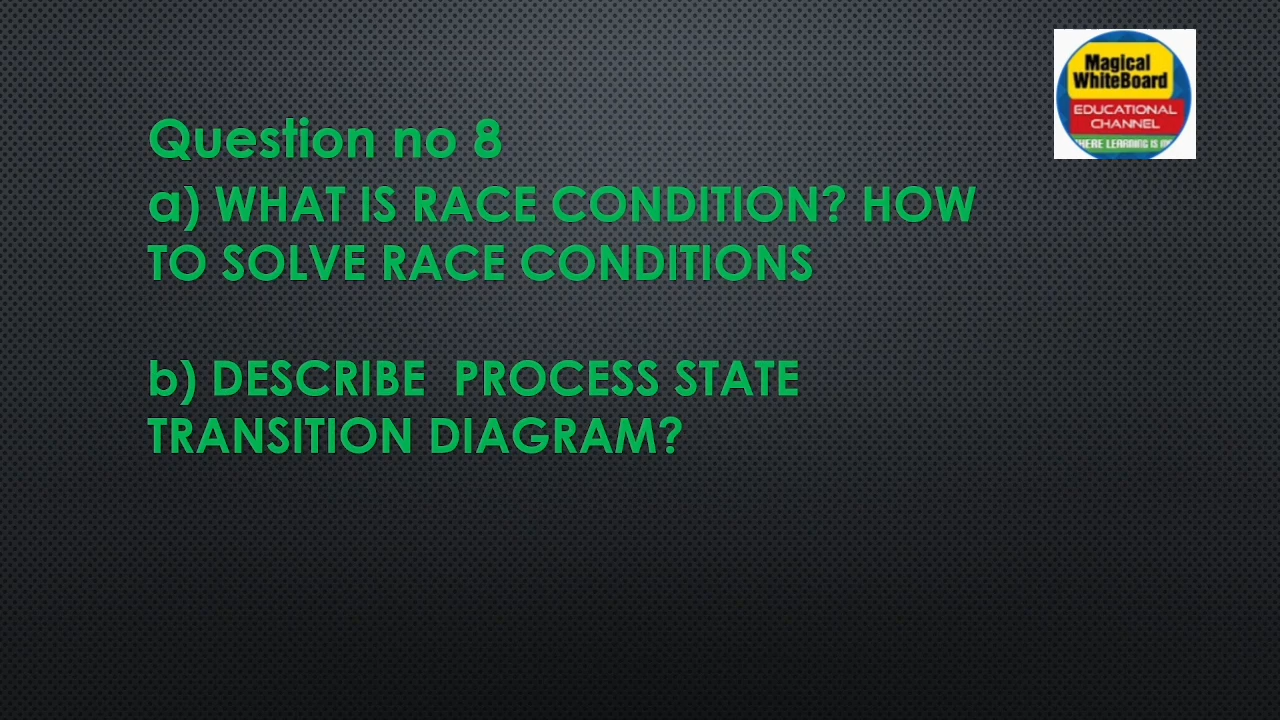 Magical
WhiteBoard
EDUCATIONAL
CHANNEL
Question no 8
a) WHAT IS RACE CONDITION? HOW
TO SOLVE RACE CONDITIONS
b) DESCRIBE PROCESS STATE
TRANSITION DIAGRAM?